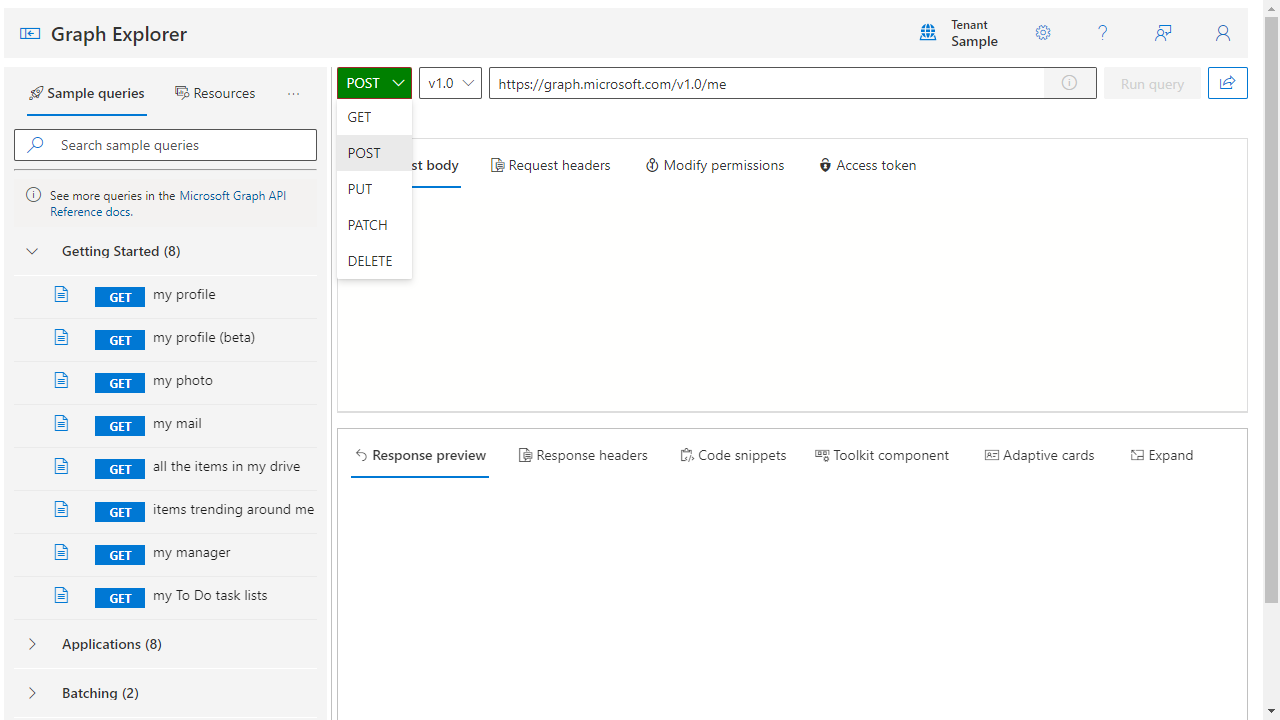 Graph Explorer
Tenant
Sample
Sample queries
Resources
Search sample queries
See more queries in the Microsoft Graph API
Reference docs.
Getting Started (8)
GET my profile
GET my profile (beta)
GET my photo
GET my mail
GET all the items in my drive
GET items trending around me
GET my manager
GET my To Do task lists
Applications (8)
Batching (2)
POST
v1.0
https://graph.microsoft.com/v1.0/me
Run query
GET
POST
PUT
PATCH
DELETE
body
Request headers
Modify permissions
Access token
Response preview
Response headers
Code snippets
Toolkit component
Adaptive cards
Expand